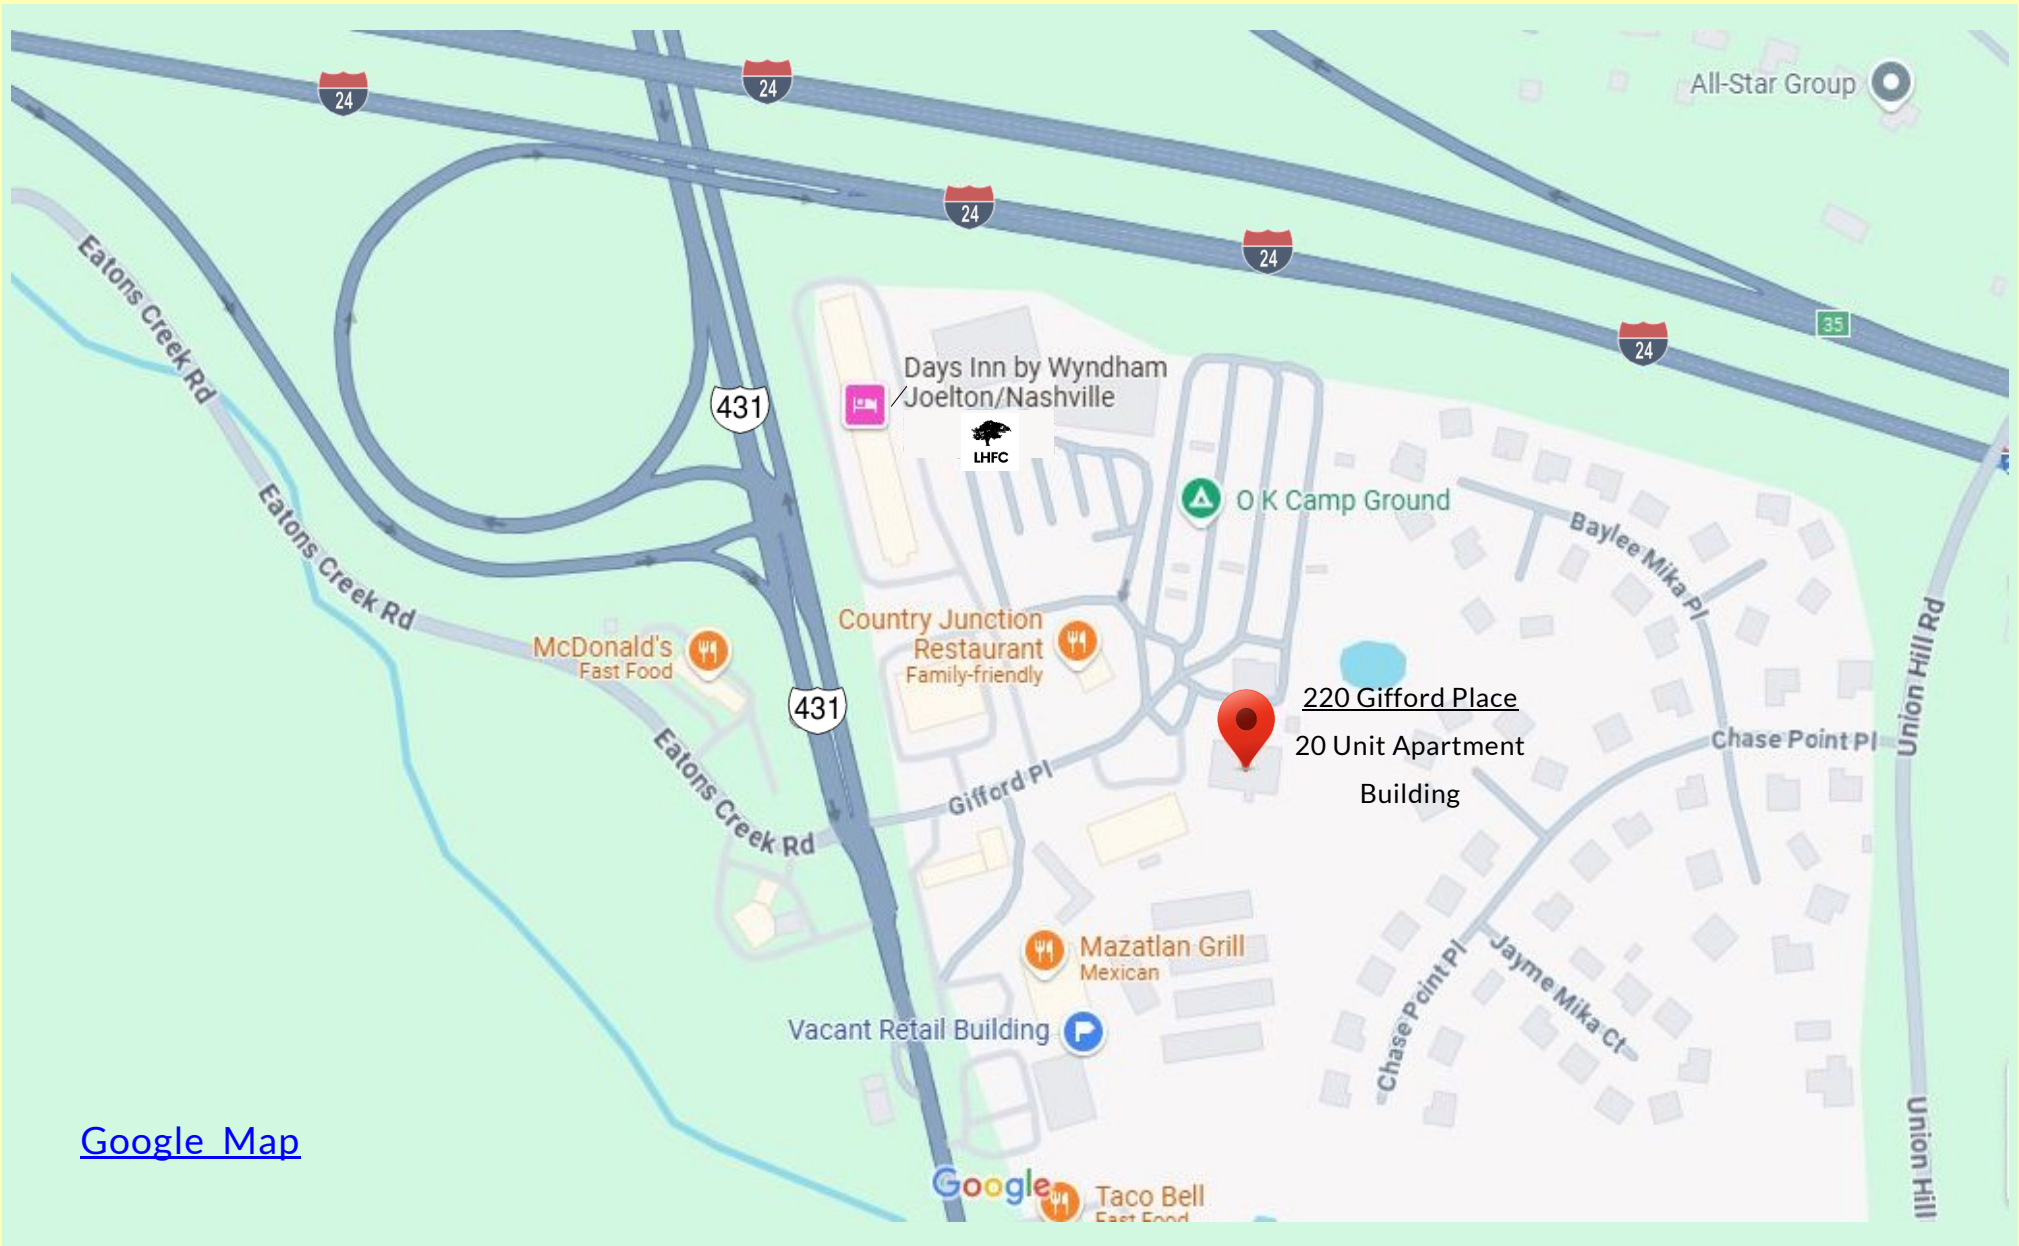 24
24
All-Star Group
24
24
Eatons Creek Rd
35
24
Days Inn by Wyndham
Joelton/Nashville
431
LHFC
O K Camp Ground
Eatons Creek Rd
Baylee Mika Pl
Country Junction
Restaurant
Family-friendly
McDonald's
Fast Food
Union Hill Rd
431
220 Gifford Place
20 Unit Apartment
Building
Chase Point Pl
Gifford Pl
Eatons Creek Rd
Mazatlan Grill
Mexican
Chase Point Pl
Jayme Mika Ct
Vacant Retail Building
Google Map
Union Hill
Google
Taco Bell
Fast Food